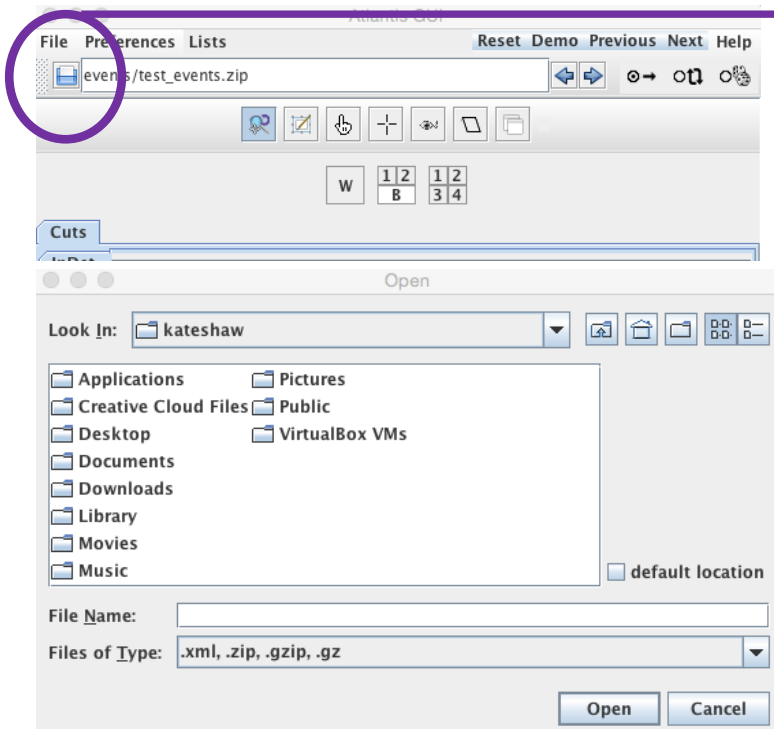 Atlantis GUI
File Preferences Lists Reset Demo Previous Next Help
events/test_events.zip
W 1 2 1 2
B 3 4
Cuts
InDet
Open
Look In: kateshaw
Applications Pictures
Creative Cloud Files Public
Desktop VirtualBox VMs
Documents
Downloads
Library
Movies
Music
default location
File Name:
Files of Type: .xml, .zip, .gzip, .gz
Open Cancel